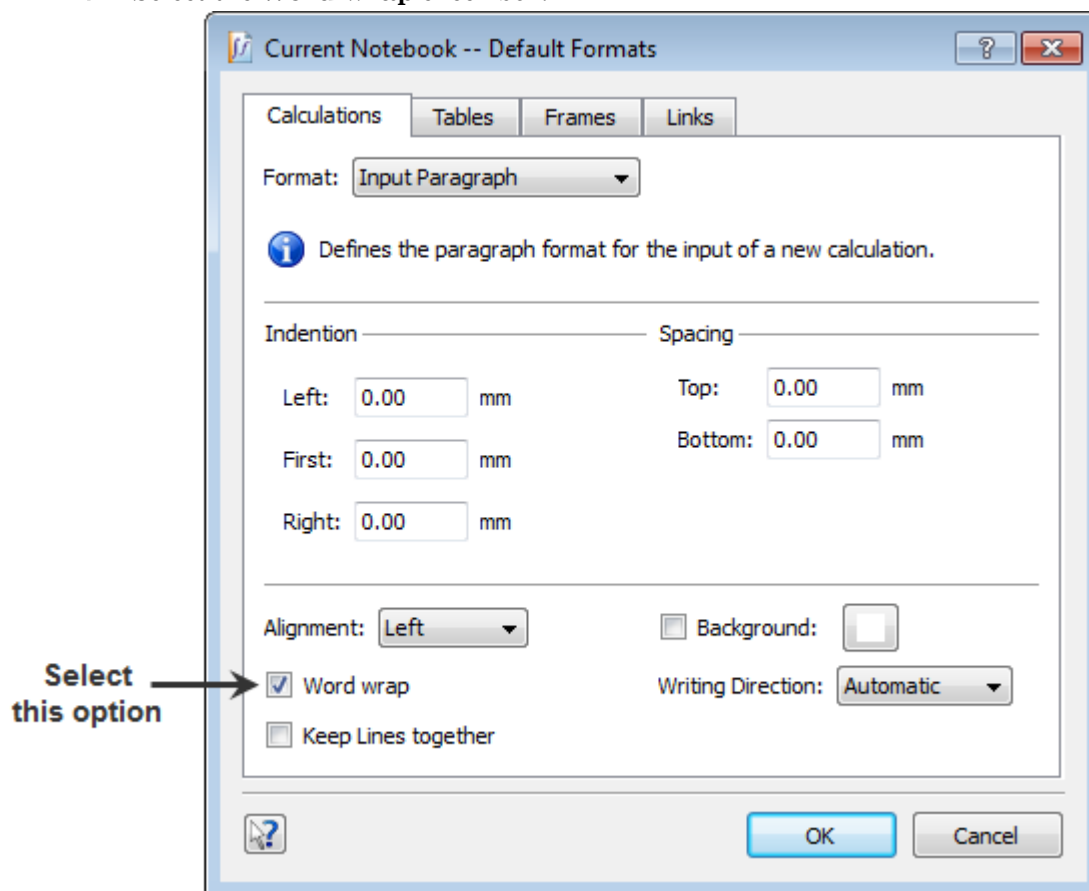 Current Notebook -- Default Formats
Calculations Tables Frames Links
Format: Input Paragraph
Defines the paragraph format for the input of a new calculation.
Indention Spacing
Left: 0.00 mm Top: 0.00 mm
Bottom: 0.00 mm
First: 0.00 mm
Right: 0.00 mm
Alignment: Left Background:
Select
this option
Word wrap Writing Direction: Automatic
Keep Lines together
OK Cancel